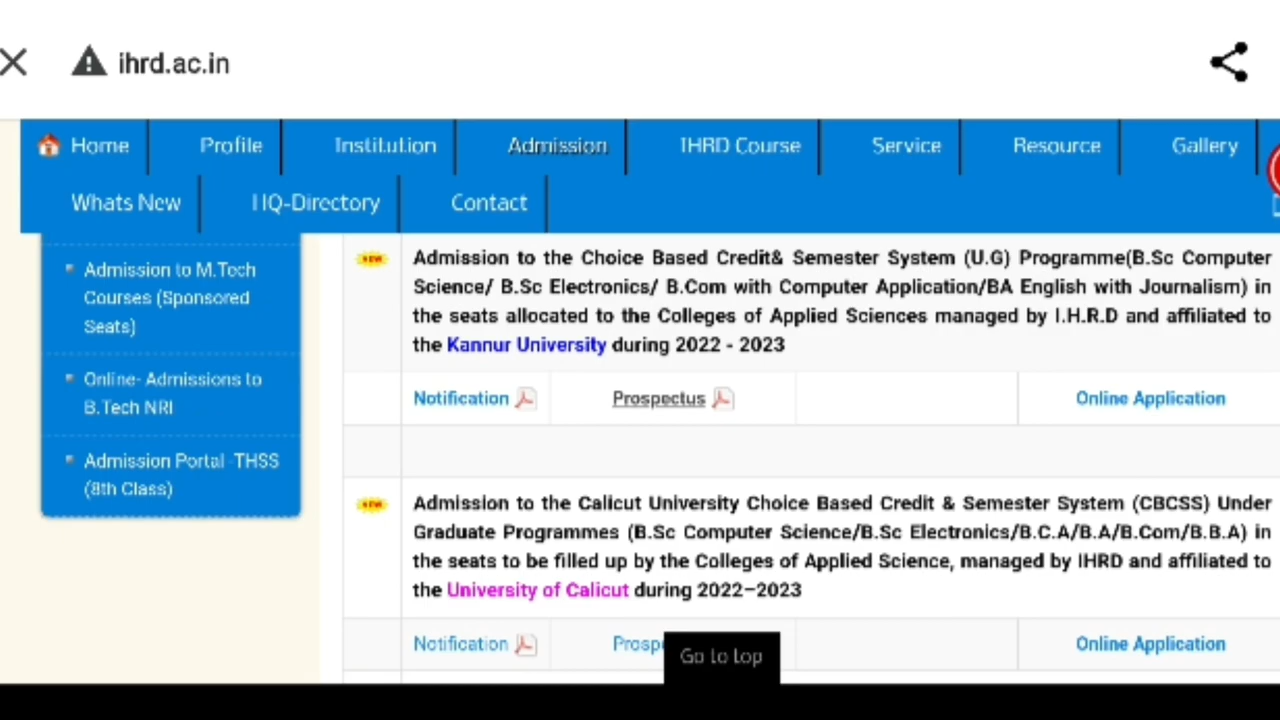 ihrd.ac.in
Home Profile Institution Admission IHRD Course Service Resource Gallery
Whats New HQ-Directory Contact
Admission to M.Tech
Courses (Sponsored
Seats)
Online- Admissions to
B.Tech NRI
Admission Portal -THSS
(8th Class)
NEW
Admission to the Choice Based Credit& Semester System (U.G) Programme(B.Sc Computer
Science/ B.Sc Electronics/ B.Com with Computer Application/BA English with Journalism) in
the seats allocated to the Colleges of Applied Sciences managed by I.H.R.D and affiliated to
the Kannur University during 2022 - 2023
Notification Prospectus Online Application
NEW
Admission to the Calicut University Choice Based Credit & Semester System (CBCSS) Under
Graduate Programmes (B.Sc Computer Science/B.Sc Electronics/B.C.A/B.A/B.Com/B.B.A) in
the seats to be filled up by the Colleges of Applied Science, managed by IHRD and affiliated to
the University of Calicut during 2022–2023
Notification Prospe Online Application
Go to top